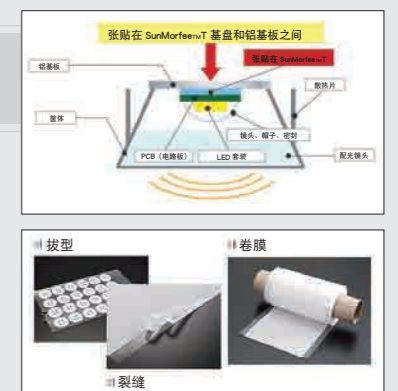 张贴在 SunMorfeeTMT 基盘和铝基板之间
张贴在 SunMorfeeTMT
铝基板
散热片
筐体
镜头、帽子、密封
PCB（电路板）
LED 套装
配光镜头
拔型
卷膜
裂缝